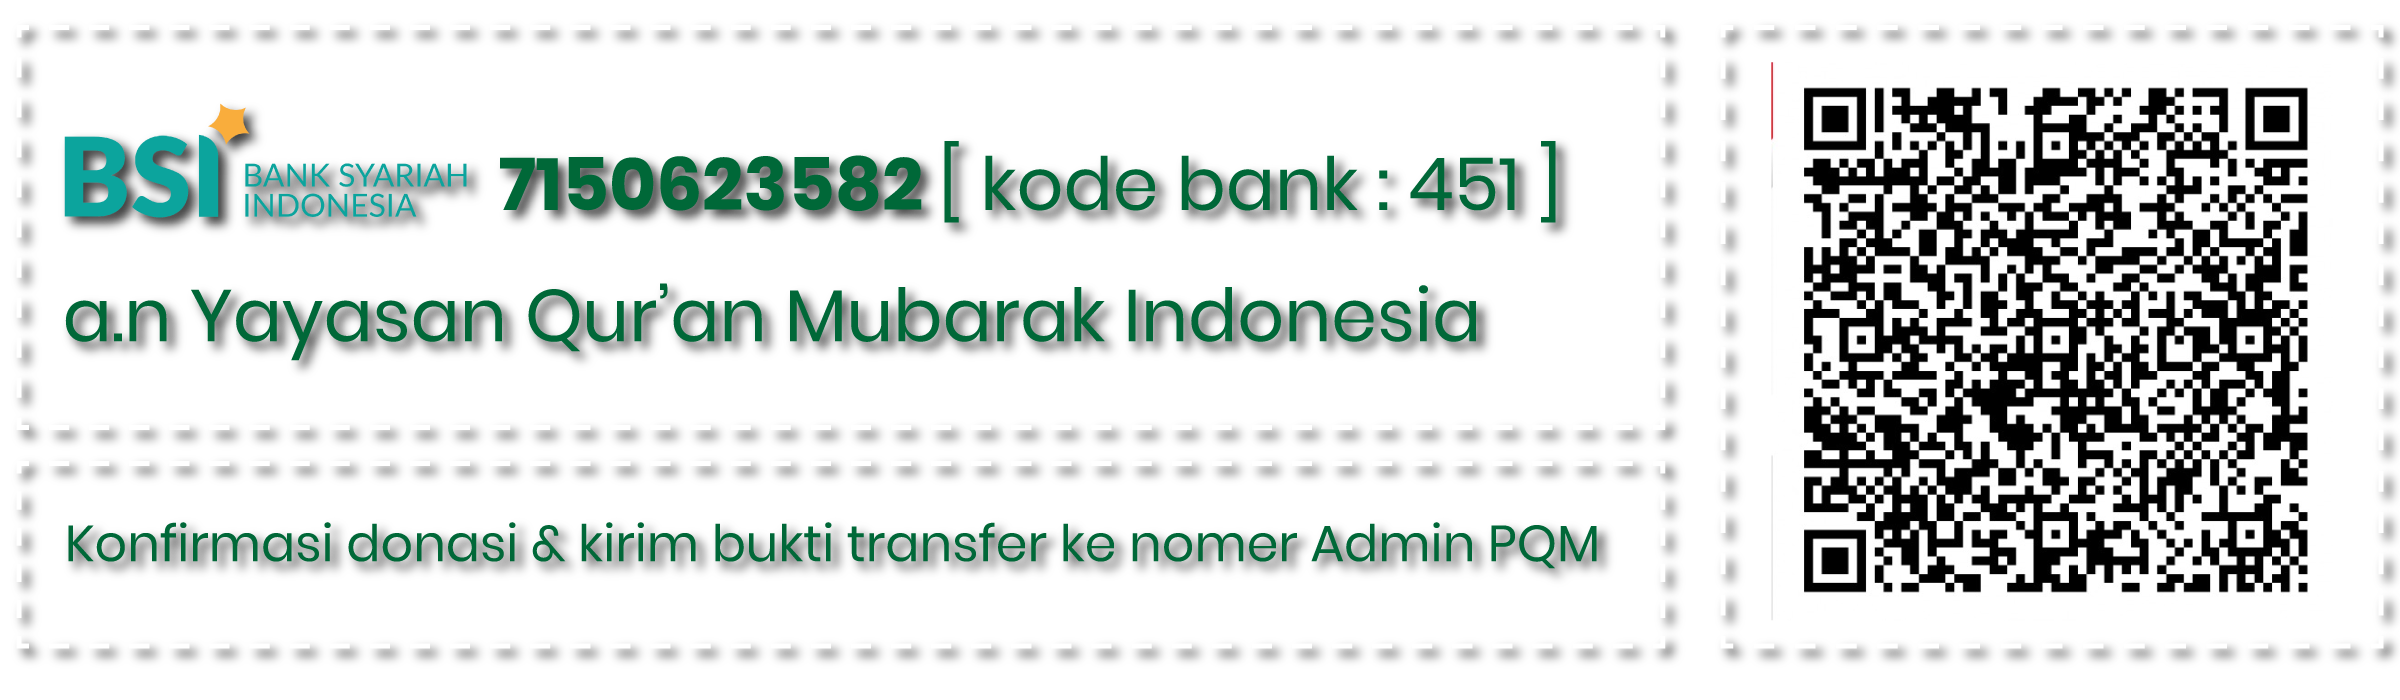 BSI BANK SYARIAH INDONESIA 7150623582 [ kode bank : 451 ]
a.n Yayasan Qur’an Mubarak Indonesia
Konfirmasi donasi & kirim bukti transfer ke nomer Admin PQM